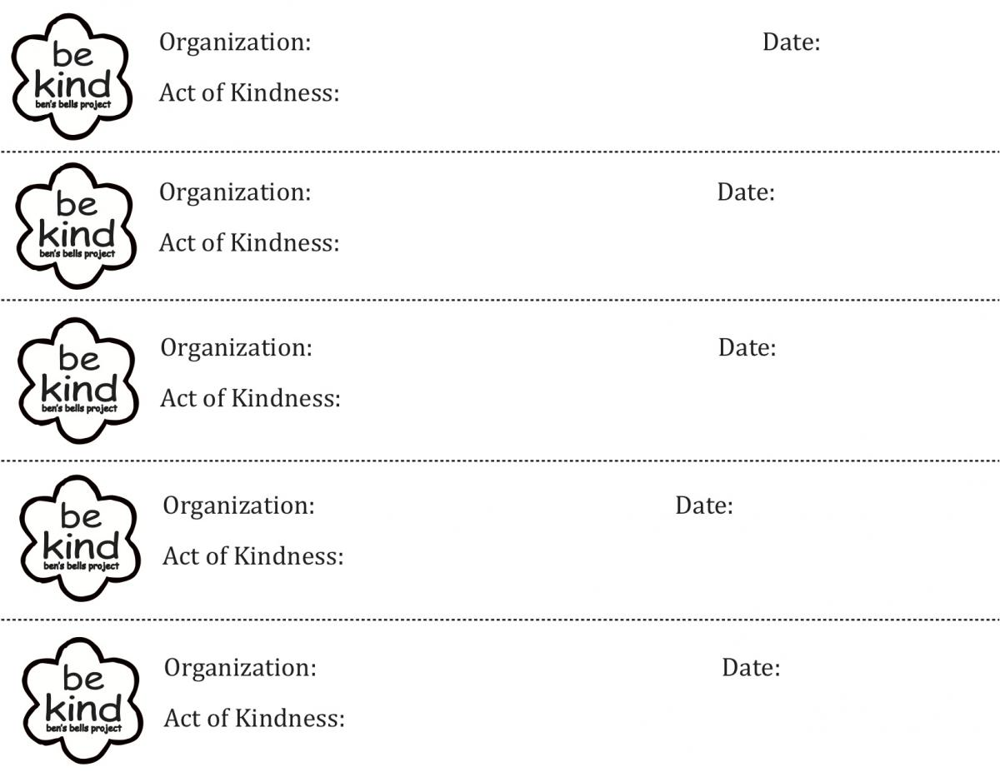 be
kind
ben's bells project
Organization: Date:
Act of Kindness:
be
kind
ben's bells project
Organization: Date:
Act of Kindness:
be
kind
ben's bells project
Organization: Date:
Act of Kindness:
be
kind
ben's bells project
Organization: Date:
Act of Kindness:
be
kind
ben's bells project
Organization: Date:
Act of Kindness: